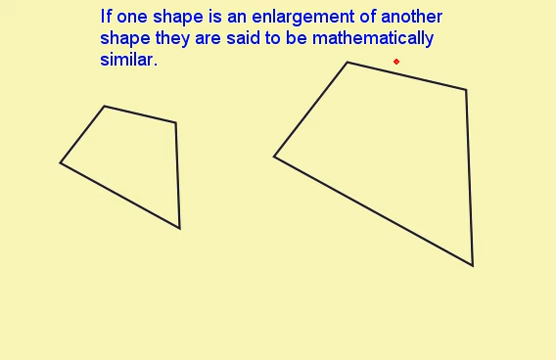 If one shape is an enlargement of another
shape they are said to be mathematically
similar.